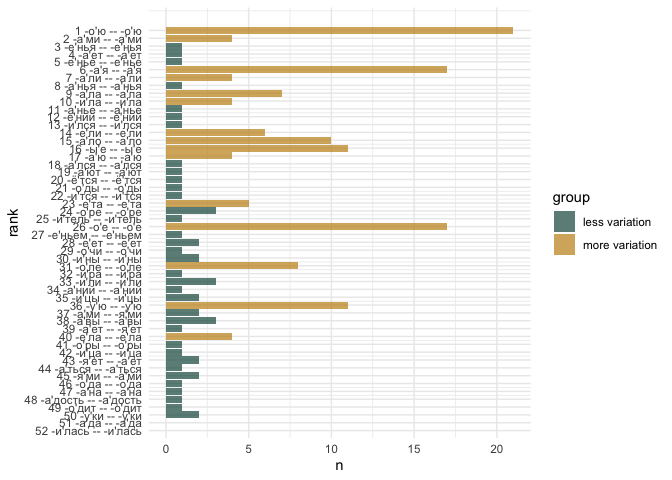 1 -о'ю -- -о'ю
2 -а'ми -- -а'ми
3 -е'нья -- -е'нья
4 -а'ет -- -а'ет
5 -е'нье -- -е'нье
6 -а'я -- -а'я
7 -а'ли -- -а'ли
8 -а'нья -- -а'нья
9 -а'ла -- -а'ла
10 -и'ла -- -и'ла
11 -а'нье -- -а'нье
12 -е'ний -- -е'ний
13 -и'лся -- -и'лся
14 -е'ли -- -е'ли
15 -а'ло -- -а'ло
16 -ы'е -- -ы'е
17 -а'ю -- -а'ю
18 -а'лся -- -а'лся
19 -а'ют -- -а'ют
20 -е'тся -- -е'тся
21 -о'ды -- -о'ды
22 -и'тся -- -и'тся
23 -е'та -- -е'та
24 -о'ре -- -о'ре
25 -и'тель -- -и'тель
26 -о'е -- -о'е
27 -е'ньем -- -е'ньем
28 -е'ет -- -е'ет
29 -о'чи -- -о'чи
30 -и'ны -- -и'ны
31 -о'ле -- -о'ле
32 -и'ра -- -и'ра
33 -и'ли -- -и'ли
34 -а'ний -- -а'ний
35 -и'цы -- -и'цы
36 -у'ю -- -у'ю
37 -а'ми -- -я'ми
38 -а'вы -- -а'вы
39 -а'ет -- -я'ет
40 -е'ла -- -е'ла
41 -о'ры -- -о'ры
42 -и'ца -- -и'ца
43 -я'ет -- -а'ет
44 -а'ться -- -а'ться
45 -я'ми -- -а'ми
46 -о'да -- -о'да
47 -а'на -- -а'на
48 -а'дость -- -а'дость
49 -о'дит -- -о'дит
50 -у'ки -- -у'ки
51 -а'да -- -а'да
52 -и'лась -- -и'лась
rank
0 5 10 15 20
n
group
less variation
more variation